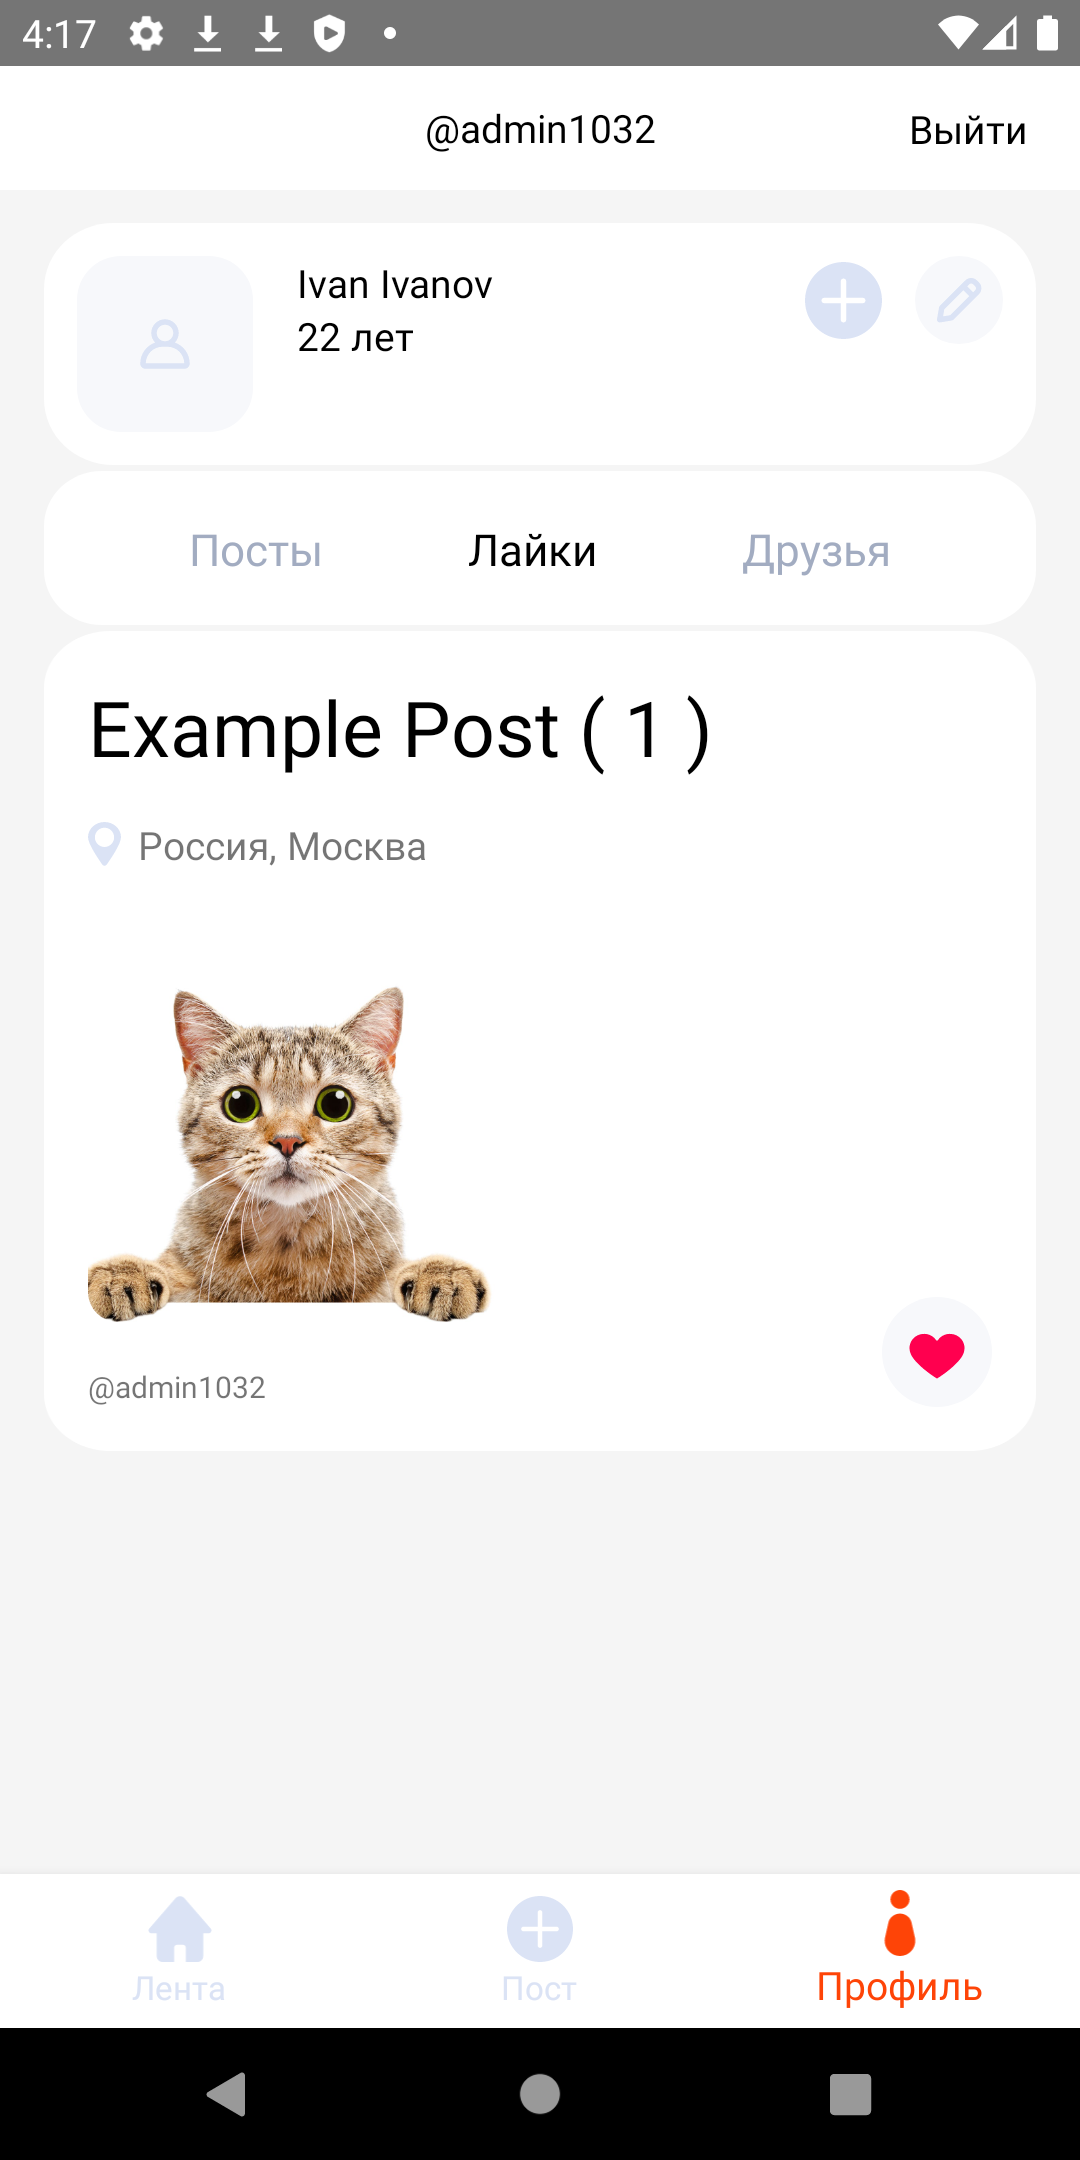 4:17
@admin1032
Выйти
Ivan Ivanov
22 лет
Посты
Лайки
Друзья
Example Post ( 1 )
Россия, Москва
@admin1032
Лента
Пост
Профиль